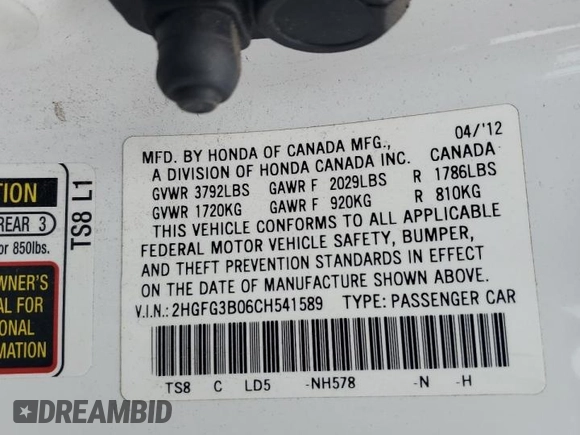 04/'12
MFD. BY HONDA OF CANADA MFG.,
A DIVISION OF HONDA CANADA INC. CANADA
GVWR 3792LBS GAWR F 2029LBS R 1786LBS
GVWR 1720KG GAWR F 920KG R 810KG
THIS VEHICLE CONFORMS TO ALL APPLICABLE
FEDERAL MOTOR VEHICLE SAFETY, BUMPER,
AND THEFT PREVENTION STANDARDS IN EFFECT
ON THE DATE OF MANUFACTURE SHOWN ABOVE.
V.I.N.: 2HGFG3B06CH541589 TYPE: PASSENGER CAR
TS8 C LD5 -NH578 -N -H
TS8 L1
TION
REAR 3
or 850lbs.
WNER'S
AL FOR
ONAL
MATION
DREAMBID